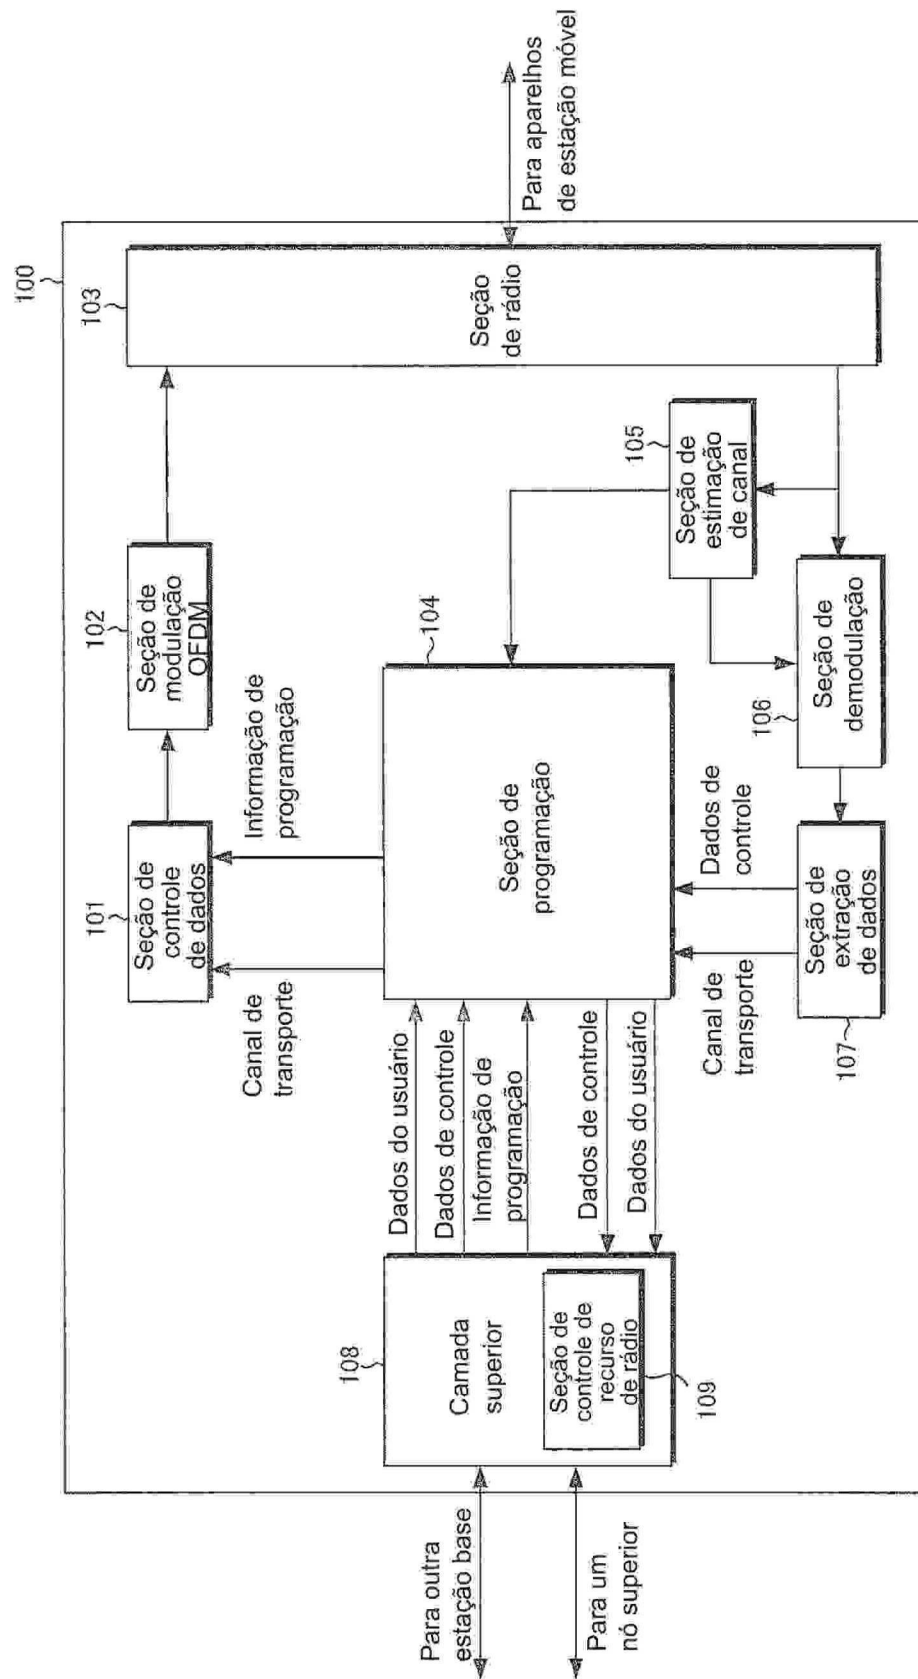 100
103
Seção
de rádio
Para aparelhos
de estação móvel
102
Seção de
modulação
OFDM
105
Seção de
estimação
de canal
104
Seção de
programação
106
Seção de
demodulação
101
Seção de
controle
de dados
Informação de
programação
Canal de
transporte
Dados de
controle
Canal de
transporte
107
Seção de
extração
de dados
Dados do usuário
Dados de controle
Informação de
programação
Dados de controle
Dados do usuário
108
Camada
superior
Seção de
controle de
recurso
de rádio
109
Para outra
estação base
Para um
nó superior